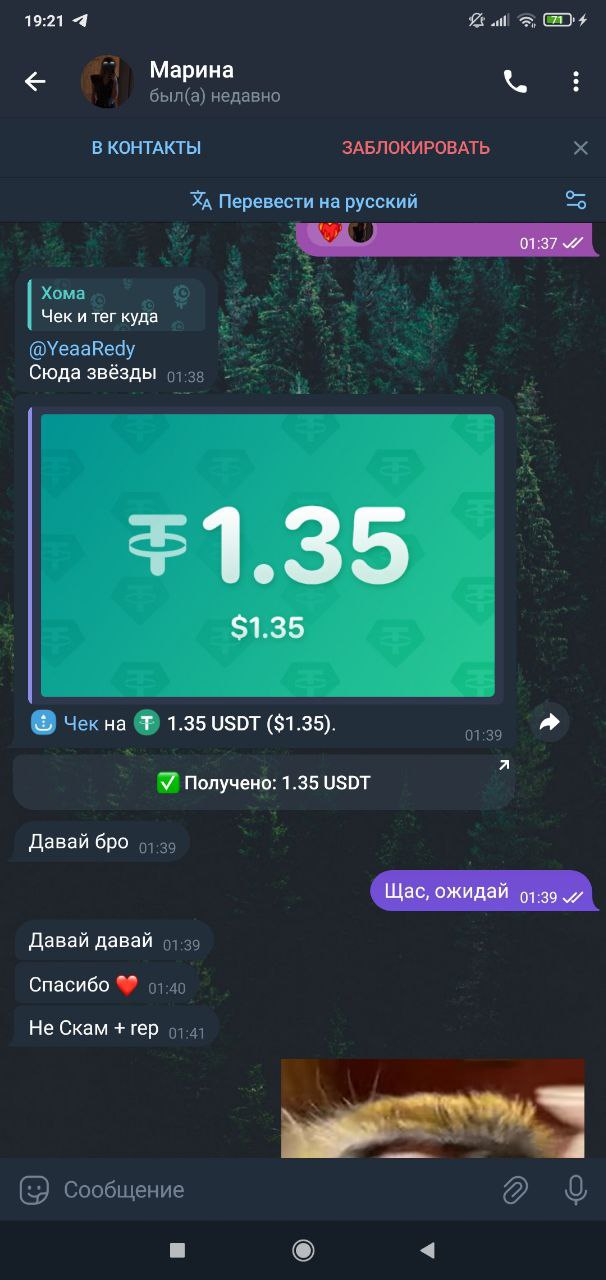 19:21
71
Марина
был(а) недавно
В КОНТАКТЫ
ЗАБЛОКИРОВАТЬ
Перевести на русский
01:37
Хома
Чек и тег куда
@YeaaRedy
Сюда звёзды 01:38
1.35
$1.35
Чек на 1.35 USDT ($1.35).
01:39
Получено: 1.35 USDT
Давай бро 01:39
Щас, ожидай 01:39
Давай давай 01:39
Спасибо ❤️ 01:40
Не Скам + rep 01:41
Сообщение